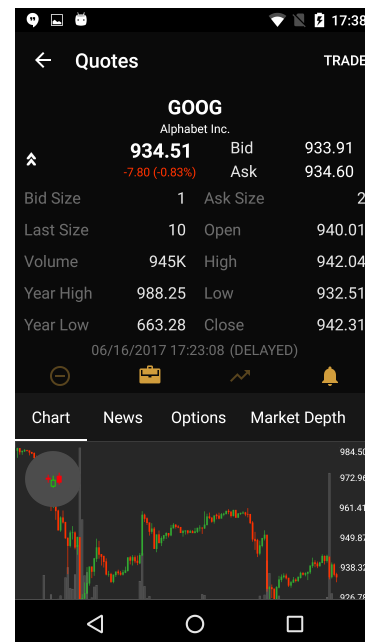 17:38
Quotes TRADE
GOOG
Alphabet Inc.
934.51 Bid 933.91
-7.80 (-0.83%) Ask 934.60
Bid Size 1 Ask Size 2
Last Size 10 Open 940.01
Volume 945K High 942.04
Year High 988.25 Low 932.51
Year Low 663.28 Close 942.31
06/16/2017 17:23:08 (DELAYED)
Chart News Options Market Depth
984.50
972.96
961.41
949.87
938.32
926.78